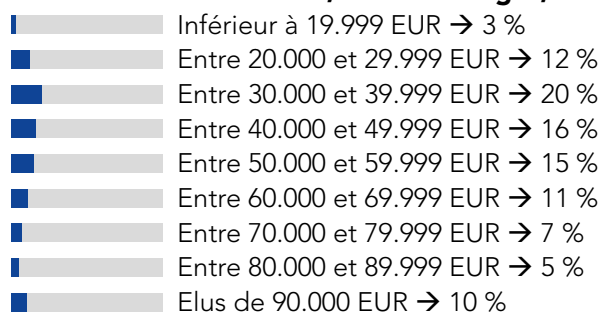 Inférieur à 19.999 EUR → 3 %
Entre 20.000 et 29.999 EUR → 12 %
Entre 30.000 et 39.999 EUR → 20 %
Entre 40.000 et 49.999 EUR → 16 %
Entre 50.000 et 59.999 EUR → 15 %
Entre 60.000 et 69.999 EUR → 11 %
Entre 70.000 et 79.999 EUR → 7 %
Entre 80.000 et 89.999 EUR → 5 %
Elus de 90.000 EUR → 10 %